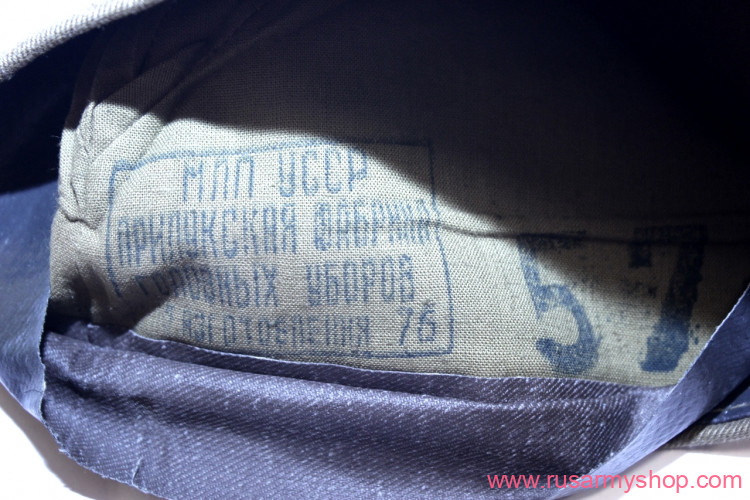 МЛП УССР
ПРИЛУКСКАЯ ФАБРИКА
ГОЛОВНЫХ УБОРОВ
ИЗГОТОВЛЕНИЯ 76
57
www.rusarmyshop.com